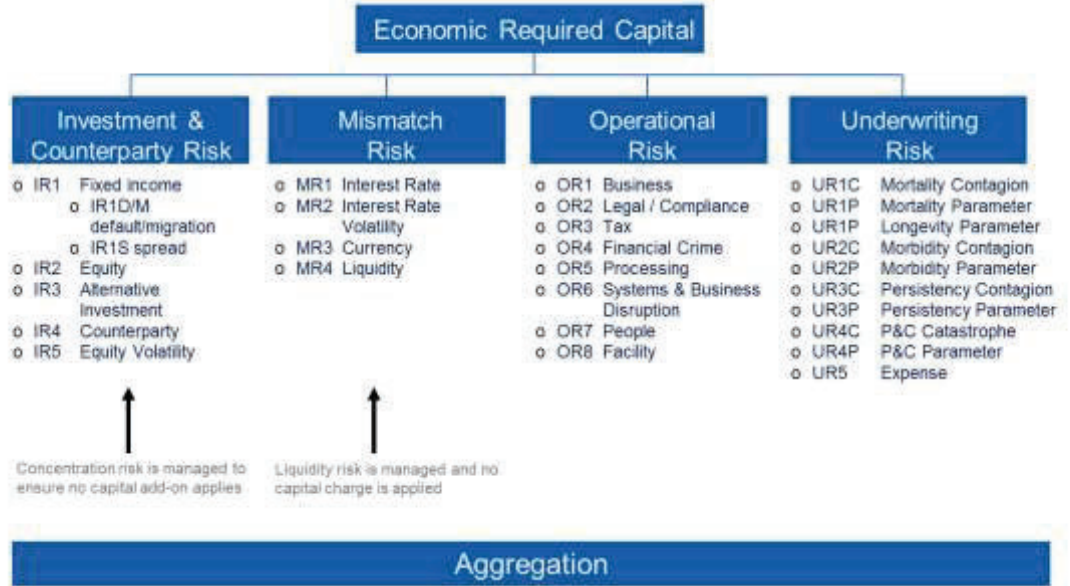 Economic Required Capital
Investment &
Counterparty Risk
o IR1 Fixed income
o IR1D/M
default/migration
o IR1S spread
o IR2 Equity
o IR3 Alternative
Investment
o IR4 Counterparty
o IR5 Equity Volatility
Concentration risk is managed to
ensure no capital add-on applies
Mismatch
Risk
o MR1 Interest Rate
o MR2 Interest Rate
Volatility
o MR3 Currency
o MR4 Liquidity
Liquidity risk is managed and no
capital charge is applied
Operational
Risk
o OR1 Business
o OR2 Legal / Compliance
o OR3 Tax
o OR4 Financial Crime
o OR5 Processing
o OR6 Systems & Business
Disruption
o OR7 People
o OR8 Facility
Underwriting
Risk
o UR1C Mortality Contagion
o UR1P Mortality Parameter
o UR1P Longevity Parameter
o UR2C Morbidity Contagion
o UR2P Morbidity Parameter
o UR3C Persistency Contagion
o UR3P Persistency Parameter
o UR4C P&C Catastrophe
o UR4P P&C Parameter
o UR5 Expense
Aggregation